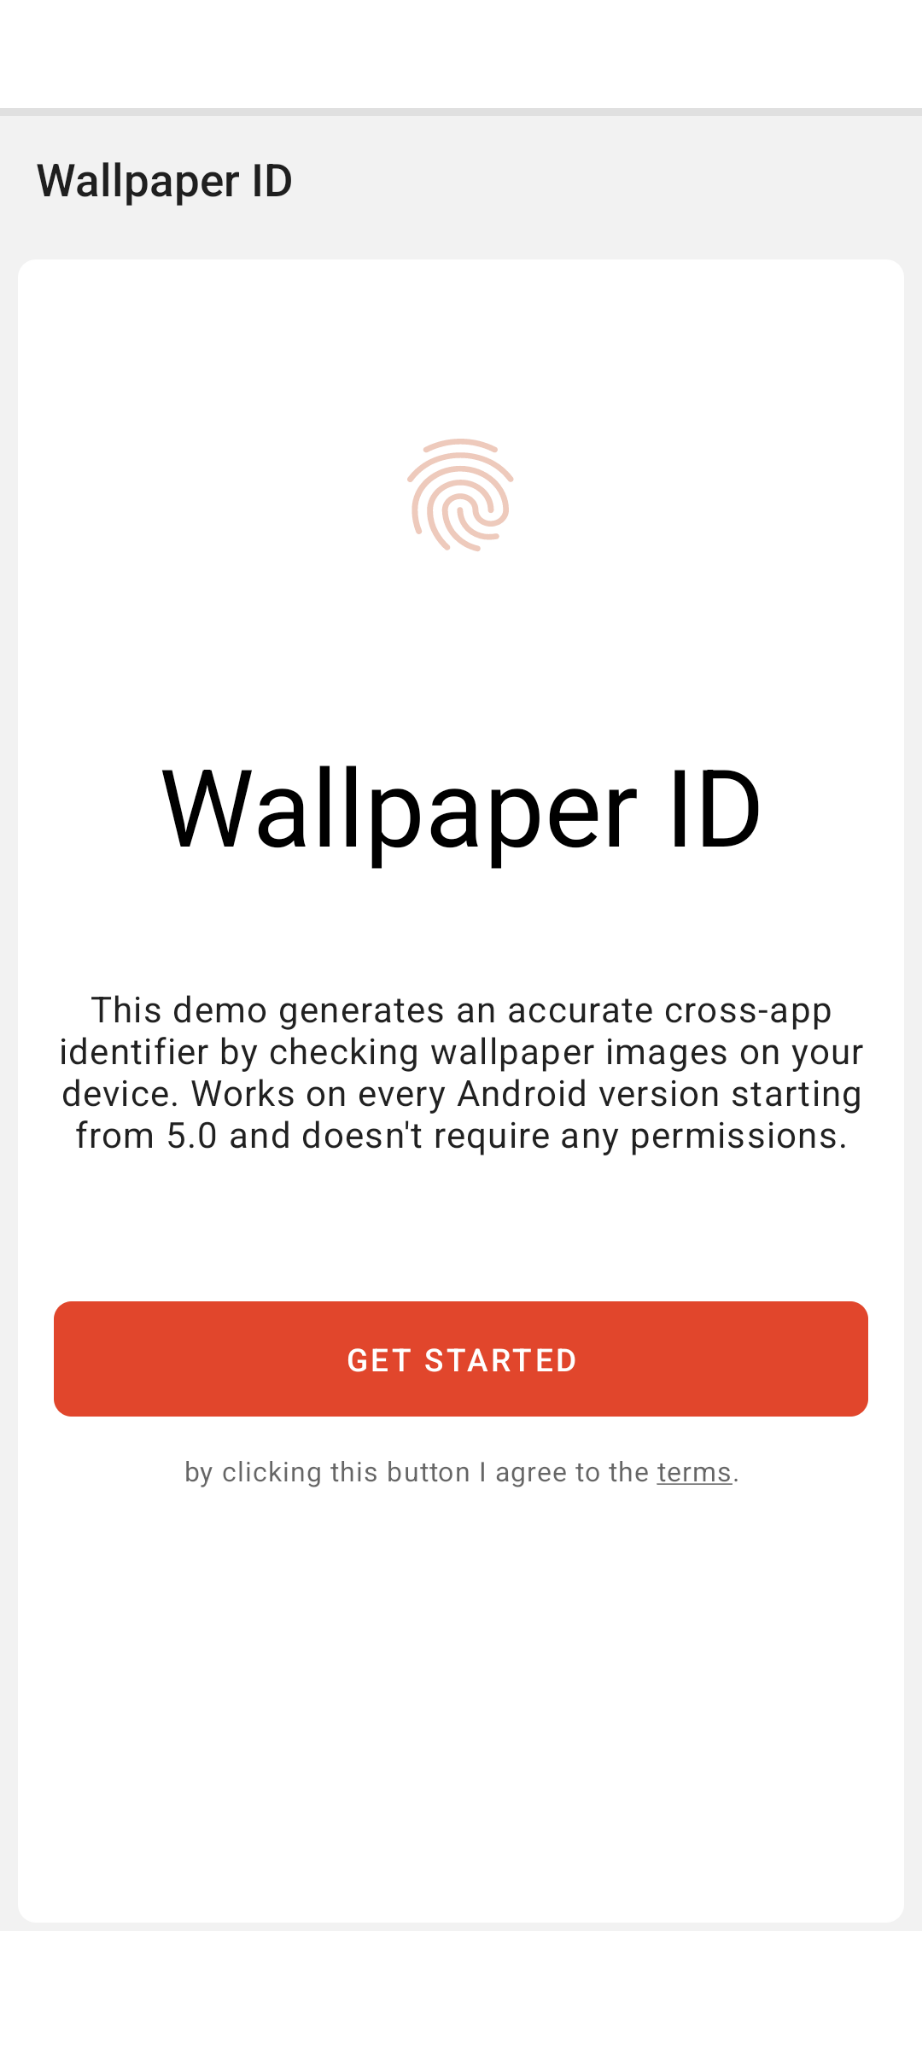 Wallpaper ID
Wallpaper ID
This demo generates an accurate cross-app
identifier by checking wallpaper images on your
device. Works on every Android version starting
from 5.0 and doesn't require any permissions.
GET STARTED
by clicking this button I agree to the terms.